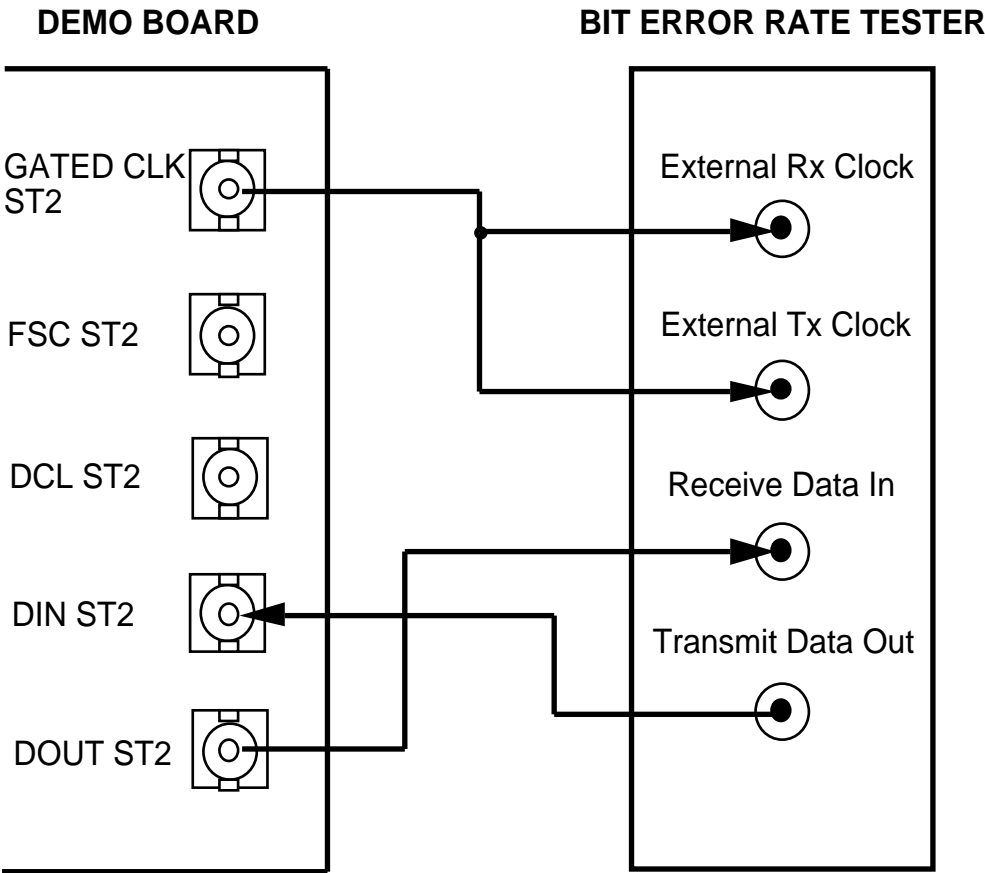 DEMO BOARD
BIT ERROR RATE TESTER
GATED CLK
ST2
FSC ST2
DCL ST2
DIN ST2
DOUT ST2
External Rx Clock
External Tx Clock
Receive Data In
Transmit Data Out